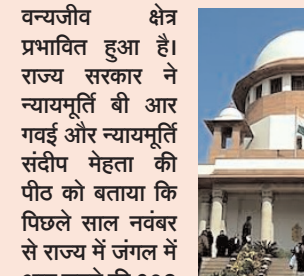 वन्यजीव क्षेत्र
प्रभावित हुआ है।
राज्य सरकार ने
न्यायमूर्ति बी आर
गवई और न्यायमूर्ति
संदीप मेहता की
पीठ को बताया कि
पिछले साल नवंबर
से राज्य में जंगल में